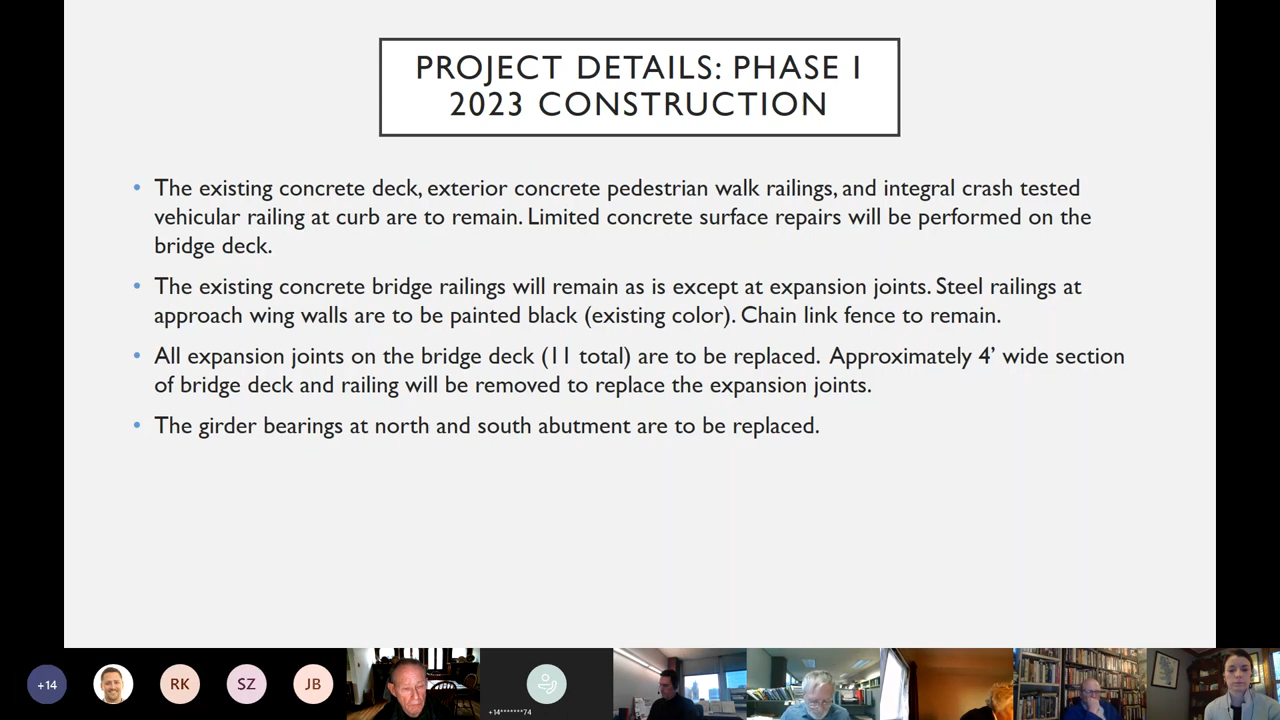 PROJECT DETAILS: PHASE I
2023 CONSTRUCTION
• The existing concrete deck, exterior concrete pedestrian walk railings, and integral crash tested
vehicular railing at curb are to remain. Limited concrete surface repairs will be performed on the
bridge deck.
• The existing concrete bridge railings will remain as is except at expansion joints. Steel railings at
approach wing walls are to be painted black (existing color). Chain link fence to remain.
• All expansion joints on the bridge deck (11 total) are to be replaced.  Approximately 4’ wide section
of bridge deck and railing will be removed to replace the expansion joints.
• The girder bearings at north and south abutment are to be replaced.
+14
RK
SZ
JB
+14*******74